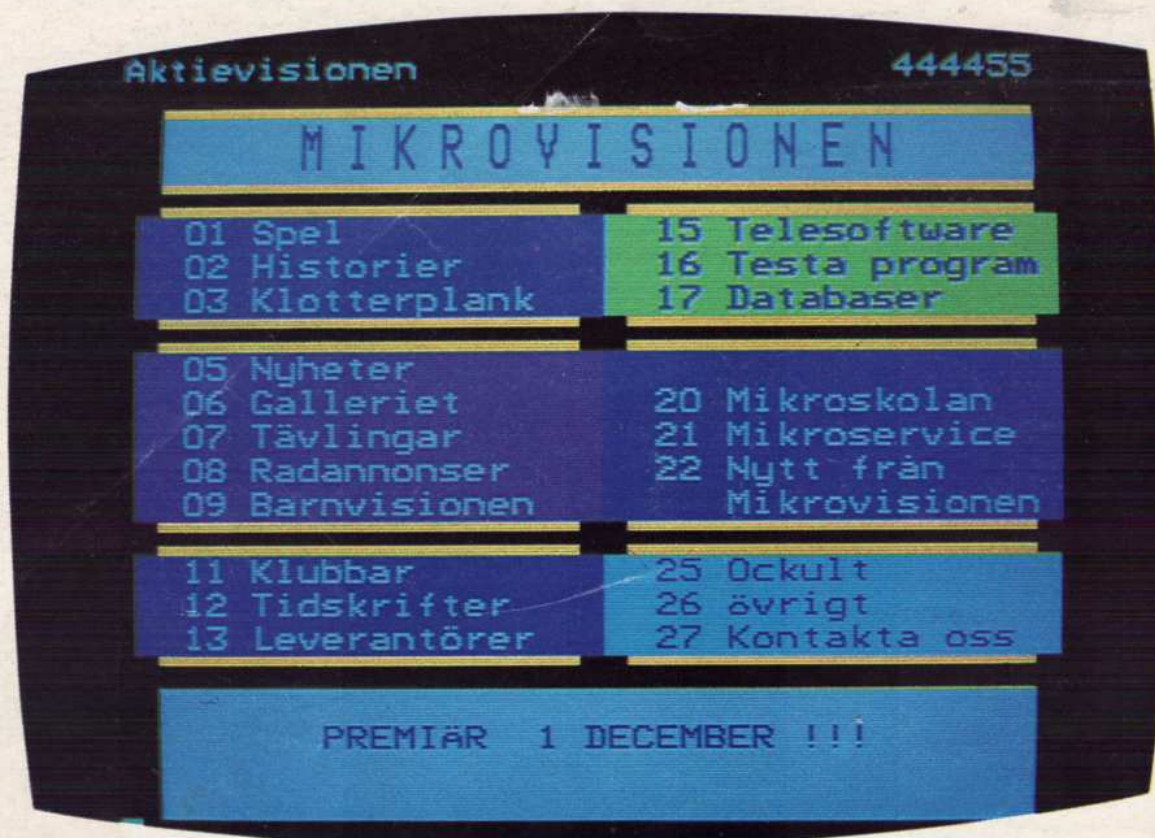 Aktievisionen 444455
MIKROVISIONEN
01 Spel
02 Historier
03 Klotterplank
15 Telesoftware
16 Testa program
17 Databaser
05 Nyheter
06 Galleriet
07 Tävlingar
08 Radannonser
09 Barnvisionen
20 Mikroskolan
21 Mikroservice
22 Nytt från
Mikrovisionen
11 Klubbar
12 Tidskrifter
13 Leverantörer
25 Ockult
26 övrigt
27 Kontakta oss
PREMIÄR 1 DECEMBER !!!